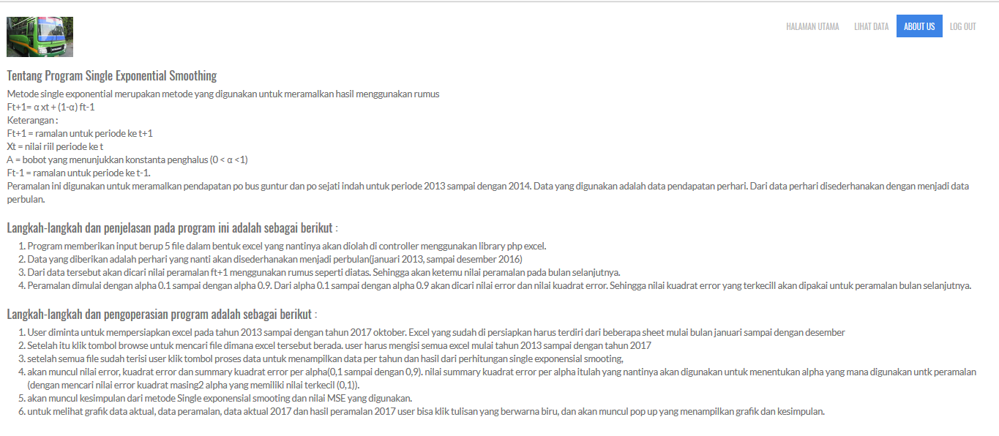 HALAMAN UTAMA LIHAT DATA ABOUT US LOG OUT
Tentang Program Single Exponential Smoothing
Metode single exponential merupakan metode yang digunakan untuk meramalkan hasil menggunakan rumus
Ft+1= α xt + (1-α) ft-1
Keterangan :
Ft+1 = ramalan untuk periode ke t+1
Xt = nilai riil periode ke t
A = bobot yang menunjukkan konstanta penghalus (0 < α <1)
Ft-1 = ramalan untuk periode ke t-1.
Peramalan ini digunakan untuk meramalkan pendapatan po bus guntur dan po sejati indah untuk periode 2013 sampai dengan 2014. Data yang digunakan adalah data pendapatan perhari. Dari data perhari disederhanakan dengan menjadi data
perbulan.
Langkah-langkah dan penjelasan pada program ini adalah sebagai berikut :
1. Program memberikan input berup 5 file dalam bentuk excel yang nantinya akan diolah di controller menggunakan library php excel.
2. Data yang diberikan adalah perhari yang nanti akan disederhanakan menjadi perbulan(januari 2013, sampai desember 2016)
3. Dari data tersebut akan dicari nilai peramalan ft+1 menggunakan rumus seperti diatas. Sehingga akan ketemu nilai peramalan pada bulan selanjutnya.
4. Peramalan dimulai dengan alpha 0.1 sampai dengan alpha 0.9. Dari alpha 0.1 sampai dengan alpha 0.9 akan dicari nilai error dan nilai kuadrat error. Sehingga nilai kuadrat error yang terkecill akan dipakai untuk peramalan bulan selanjutnya.
Langkah-langkah dan pengoperasian program adalah sebagai berikut :
1. User diminta untuk mempersiapkan excel pada tahun 2013 sampai dengan tahun 2017 oktober. Excel yang sudah di persiapkan harus terdiri dari beberapa sheet mulai bulan januari sampai dengan desember
2. Setelah itu klik tombol browse untuk mencari file dimana excel tersebut berada. user harus mengisi semua excel mulai tahun 2013 sampai dengan tahun 2017
3. setelah semua file sudah terisi user klik tombol proses data untuk menampilkan data per tahun dan hasil dari perhitungan single exponensial smooting,
4. akan muncul nilai error, kuadrat error dan summary kuadrat error per alpha(0,1 sampai dengan 0,9). nilai summary kuadrat error per alpha itulah yang nantinya akan digunakan untuk menentukan alpha yang mana digunakan untk peramalan
(dengan mencari nilai error kuadrat masing2 alpha yang memiliki nilai terkecil (0,1)).
5. akan muncul kesimpulan dari metode Single exponensial smooting dan nilai MSE yang digunakan.
6. untuk melihat grafik data aktual, data peramalan, data aktual 2017 dan hasil peramalan 2017 user bisa klik tulisan yang berwarna biru, dan akan muncul pop up yang menampilkan grafik dan kesimpulan.